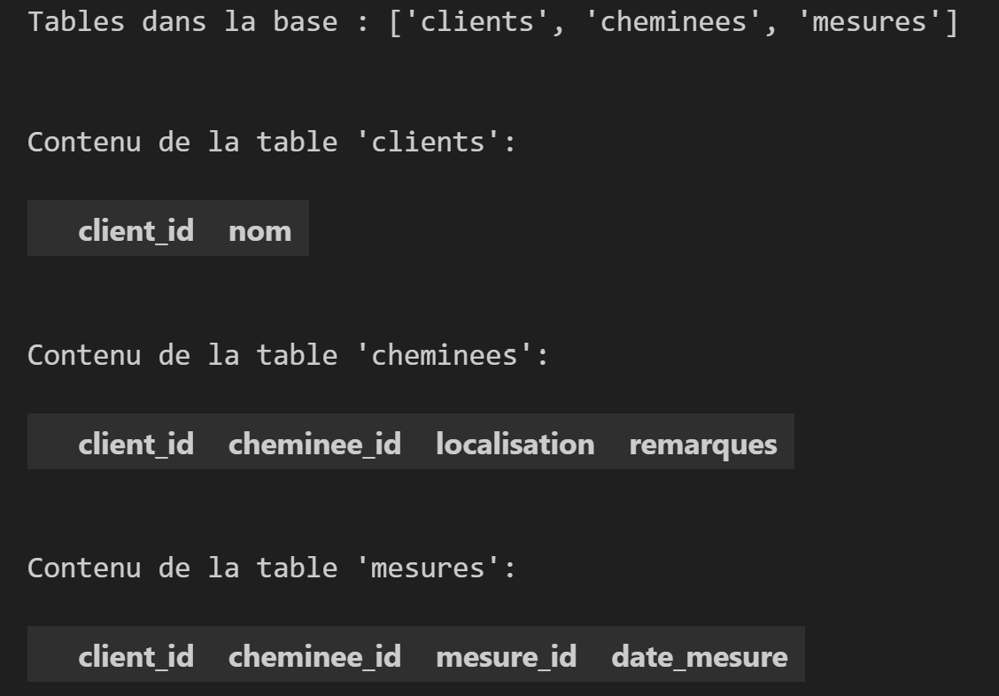 Tables dans la base : ['clients', 'cheminees', 'mesures']
Contenu de la table 'clients':
client_id nom
Contenu de la table 'cheminees':
client_id cheminee_id localisation remarques
Contenu de la table 'mesures':
client_id cheminee_id mesure_id date_mesure